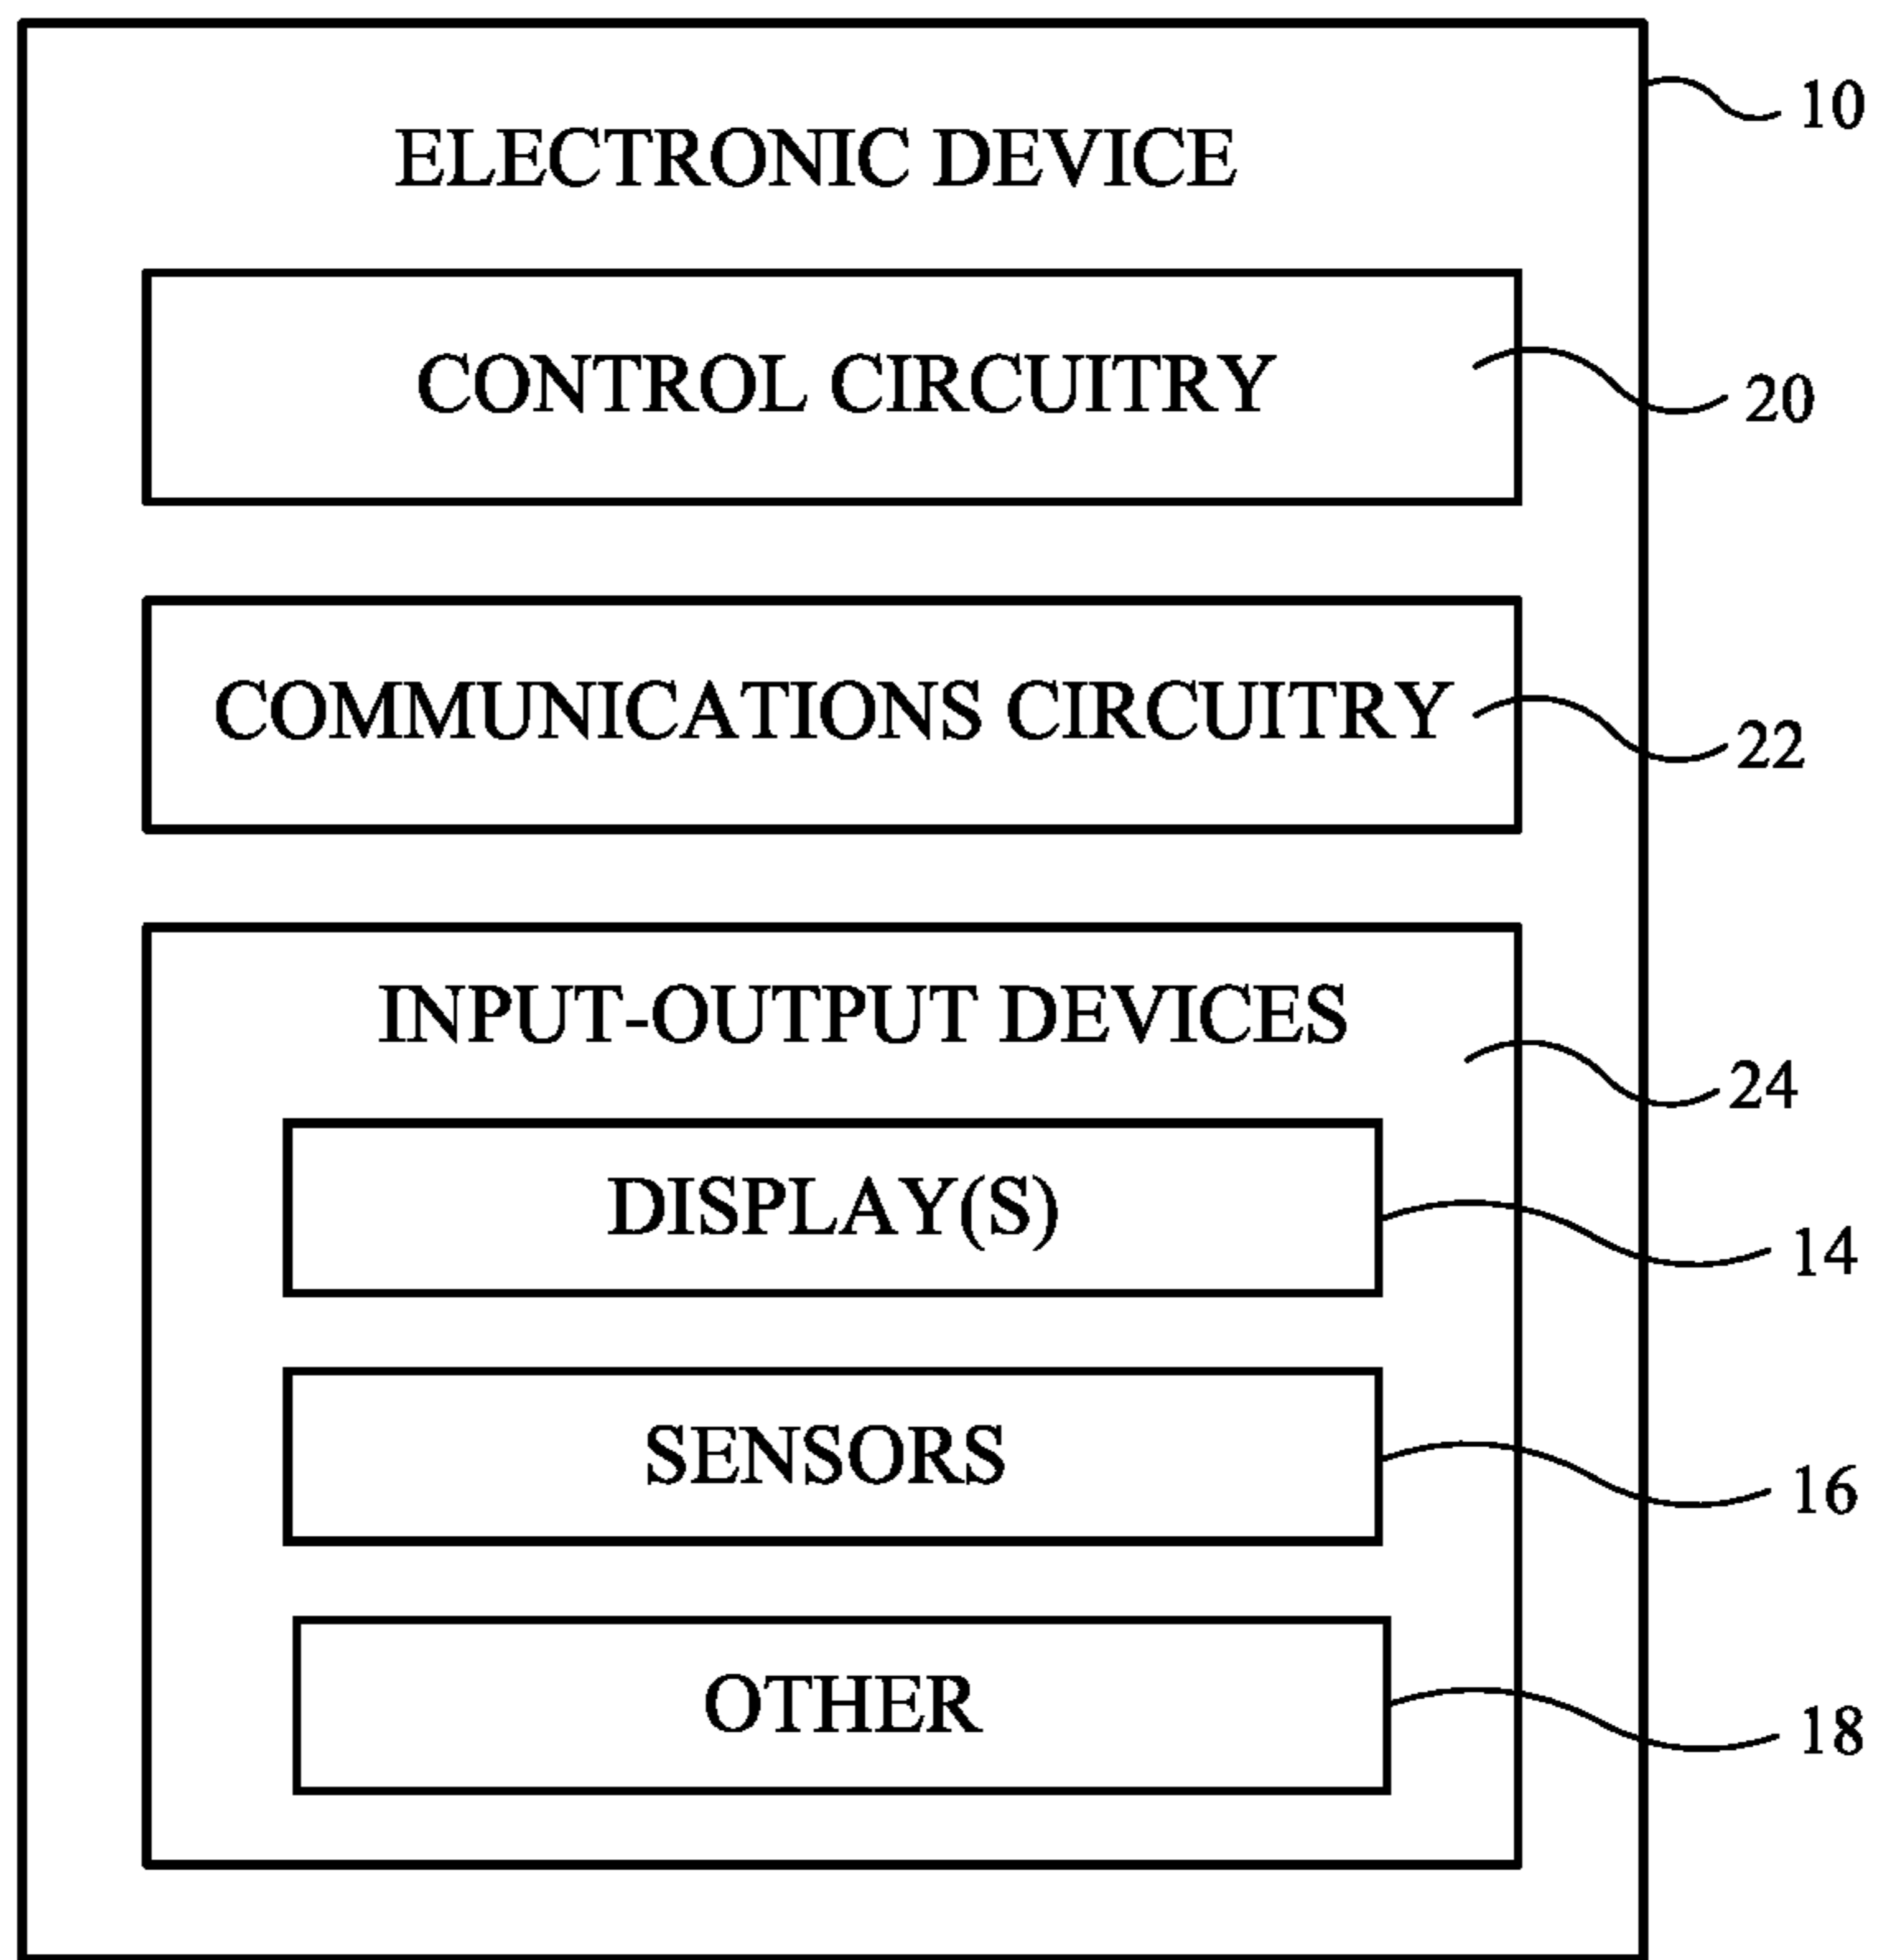 ELECTRONIC DEVICE
10
CONTROL CIRCUITRY
20
COMMUNICATIONS CIRCUITRY
22
INPUT-OUTPUT DEVICES
24
DISPLAY(S)
14
SENSORS
16
OTHER
18